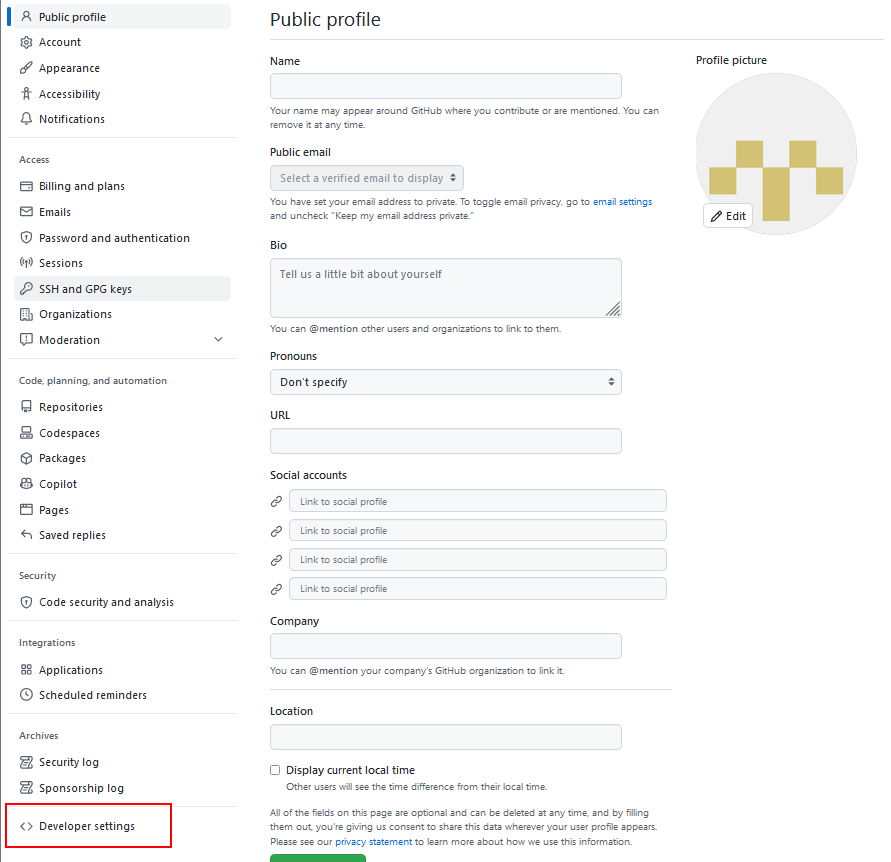 Public profile
Account
Appearance
Accessibility
Notifications
Access
Billing and plans
Emails
Password and authentication
Sessions
SSH and GPG keys
Organizations
Moderation
Code, planning, and automation
Repositories
Codespaces
Packages
Copilot
Pages
Saved replies
Security
Code security and analysis
Integrations
Applications
Scheduled reminders
Archives
Security log
Sponsorship log
Developer settings
Public profile
Name
Your name may appear around GitHub where you contribute or are mentioned. You can
remove it at any time.
Public email
Select a verified email to display
You have set your email address to private. To toggle email privacy, go to email settings
and uncheck "Keep my email address private."
Bio
Tell us a little bit about yourself
You can @mention other users and organizations to link to them.
Pronouns
Don't specify
URL
Social accounts
Link to social profile
Link to social profile
Link to social profile
Link to social profile
Company
You can @mention your company's GitHub organization to link it.
Location
Display current local time
Other users will see the time difference from their local time.
All of the fields on this page are optional and can be deleted at any time, and by filling
them out, you're giving us consent to share this data wherever your user profile appears.
Please see our privacy statement to learn more about how we use this information.
Profile picture
Edit